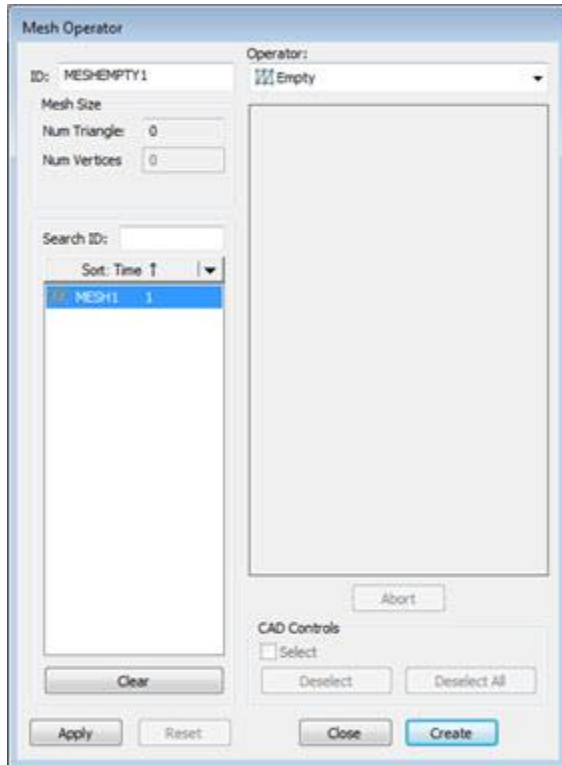 Mesh Operator
ID: MESHEMPTY1
Operator:
Empty
Mesh Size
Num Triangle: 0
Num Vertices 0
Search ID:
Sort: Time ↑
MESH1 1
Clear
Abort
CAD Controls
Select
Deselect Deselect All
Apply Reset Close Create